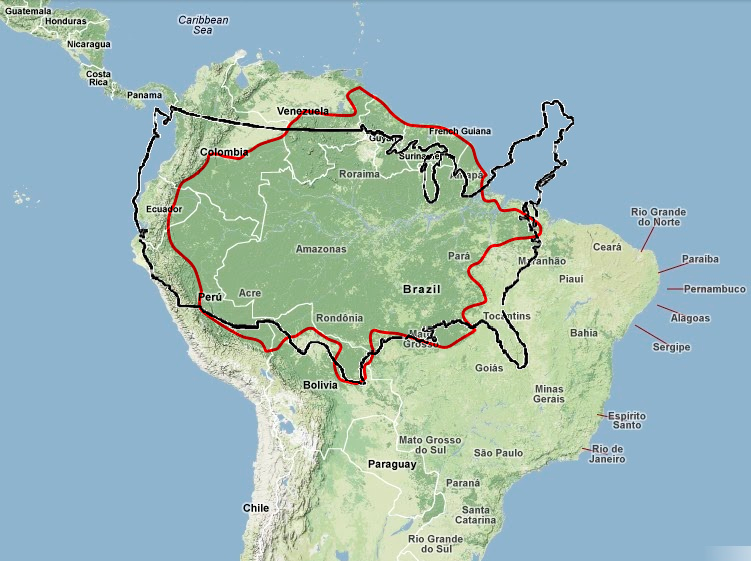 Guatemala
Honduras
Nicaragua
Costa
Rica
Panama
Caribbean
Sea
Venezuela
Colombia
Ecuador
Guy
Suriname
French Guiana
Roraima
Amapá
Amazonas
Pará
Maranhão
Ceará
Rio Grande
do Norte
Piauí
Paraíba
Pernambuco
Alagoas
Sergipe
Perú
Acre
Brazil
Rondônia
Mato
Grosso
Tocantins
Bahia
Goiás
Bolivia
Minas
Gerais
Espírito
Santo
Mato Grosso
do Sul
São Paulo
Rio de
Janeiro
Paraguay
Paraná
Chile
Santa
Catarina
Rio Grande
do Sul